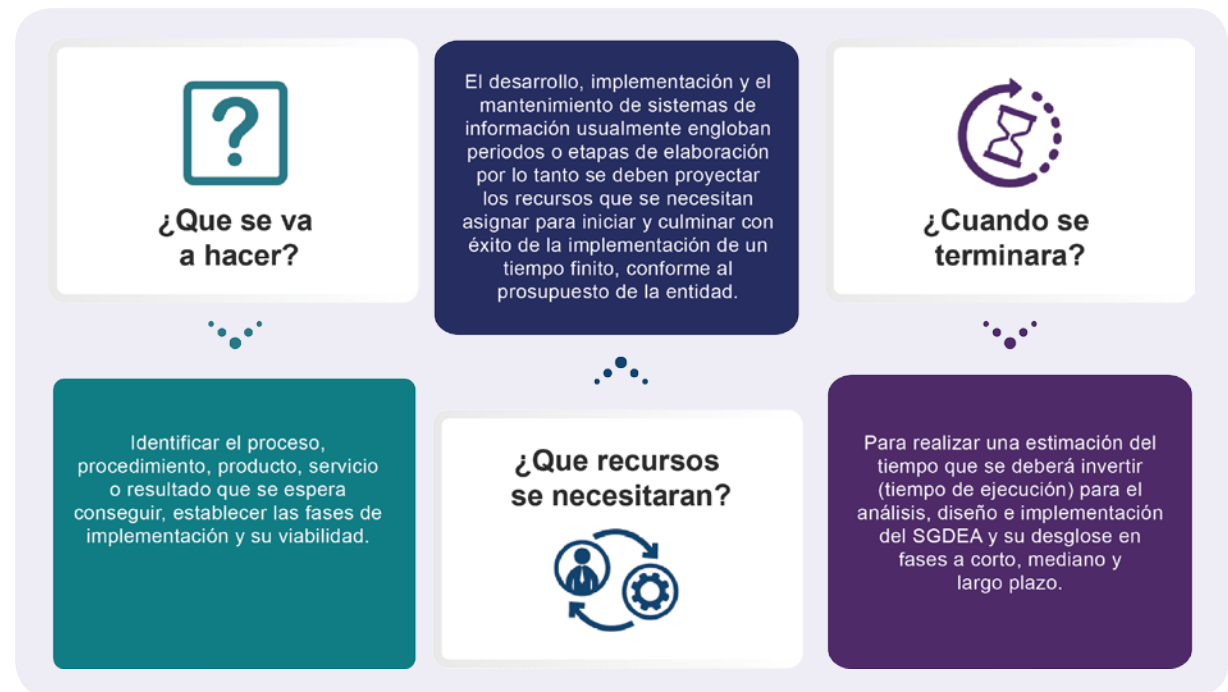 ¿Que se va
a hacer?
Identificar el proceso,
procedimiento, producto, servicio
o resultado que se espera
conseguir, establecer las fases de
implementación y su viabilidad.
El desarrollo, implementación y el
mantenimiento de sistemas de
información usualmente engloban
periodos o etapas de elaboración
por lo tanto se deben proyectar
los recursos que se necesitan
asignar para iniciar y culminar con
éxito de la implementación de un
tiempo finito, conforme al
prosupuesto de la entidad.
¿Que recursos
se necesitaran?
¿Cuando se
terminara?
Para realizar una estimación del
tiempo que se deberá invertir
(tiempo de ejecución) para el
análisis, diseño e implementación
del SGDEA y su desglose en
fases a corto, mediano y
largo plazo.